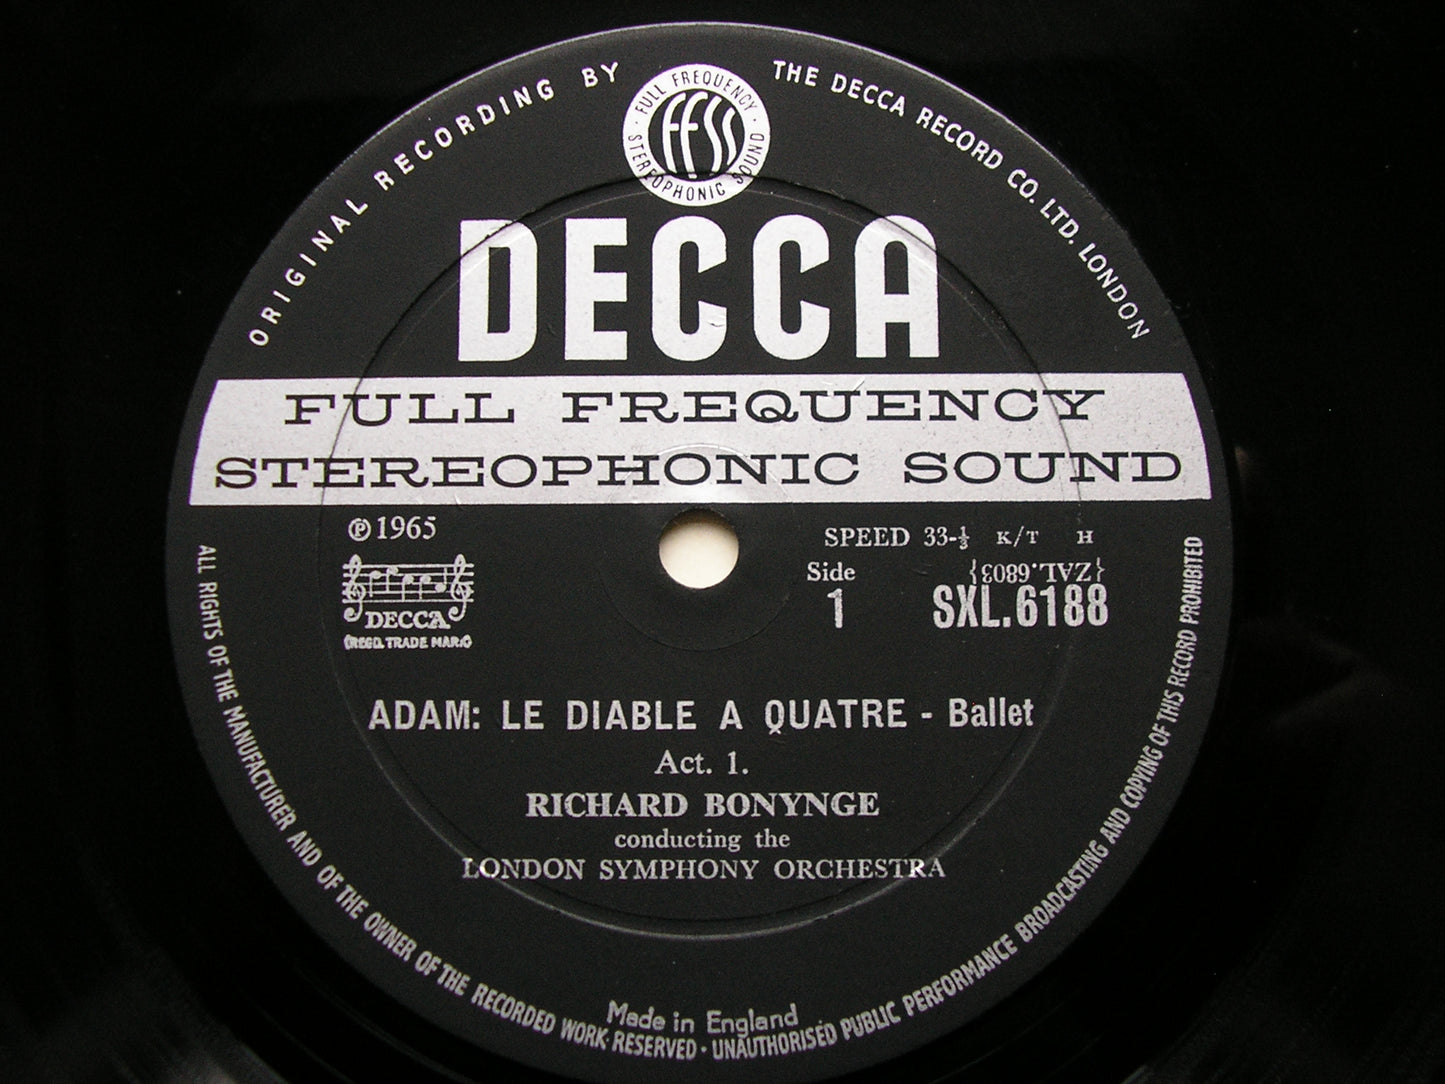 ORIGINAL RECORDING BY
THE DECCA RECORD CO. LTD. LONDON
· FULL FREQUENCY · STEREOPHONIC SOUND
FFSS
DECCA
FULL FREQUENCY
STEREOPHONIC SOUND
℗ 1965
SPEED 33-⅓ K/T H
{ZAL.6803}
Side
1
SXL.6188
DECCA
(REGD. TRADE MARK)
ADAM: LE DIABLE A QUATRE - Ballet
Act. 1.
RICHARD BONYNGE
conducting the
LONDON SYMPHONY ORCHESTRA
Made in England
ALL RIGHTS OF THE MANUFACTURER AND OF THE OWNER OF THE RECORDED WORK RESERVED · UNAUTHORISED PUBLIC PERFORMANCE BROADCASTING AND COPYING OF THIS RECORD PROHIBITED